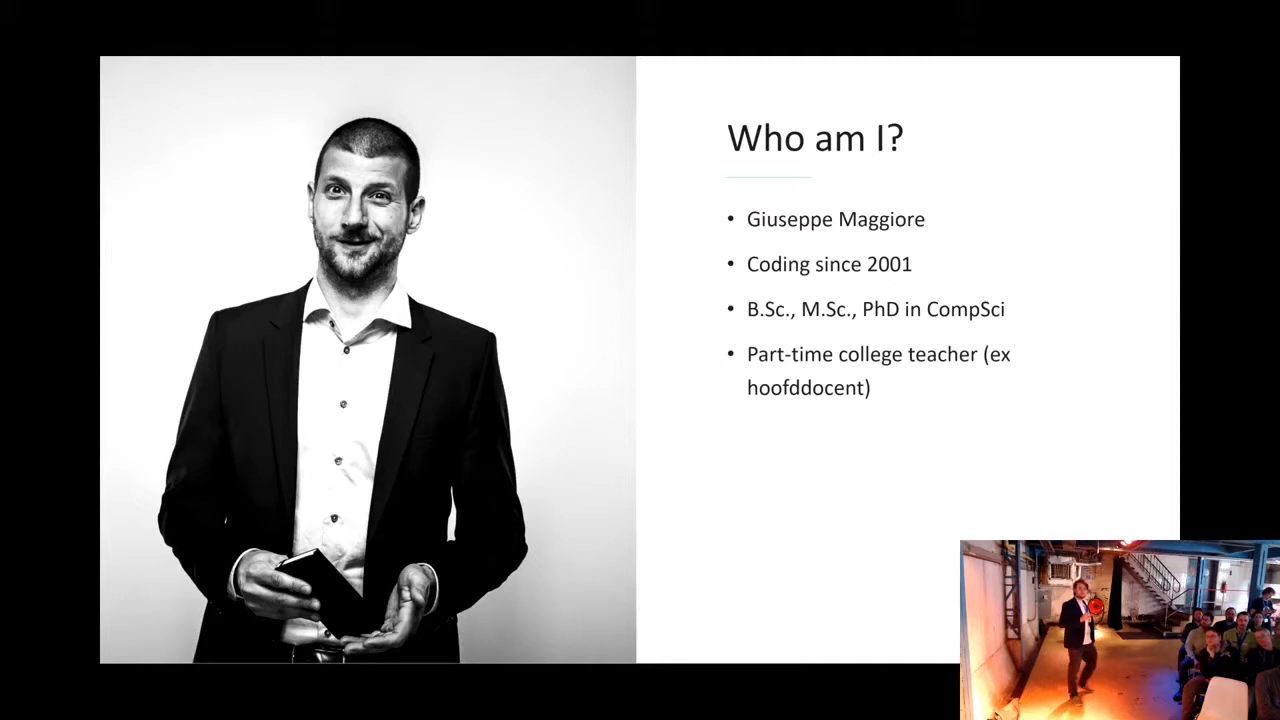 Who am I?
• Giuseppe Maggiore
• Coding since 2001
• B.Sc., M.Sc., PhD in CompSci
• Part-time college teacher (ex
hoofddocent)